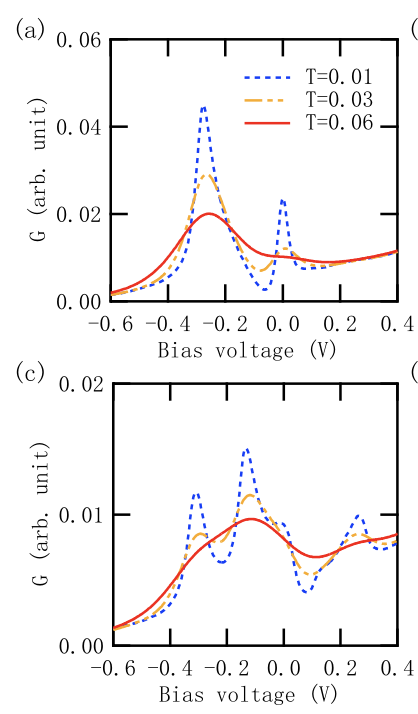 (a)
(
0.06
0.04
0.02
0.00
G (arb. unit)
T=0.01
T=0.03
T=0.06
-0.6 -0.4 -0.2 0.0 0.2 0.4
Bias voltage (V)
(c)
(
0.02
0.01
0.00
G (arb. unit)
-0.6 -0.4 -0.2 0.0 0.2 0.4
Bias voltage (V)